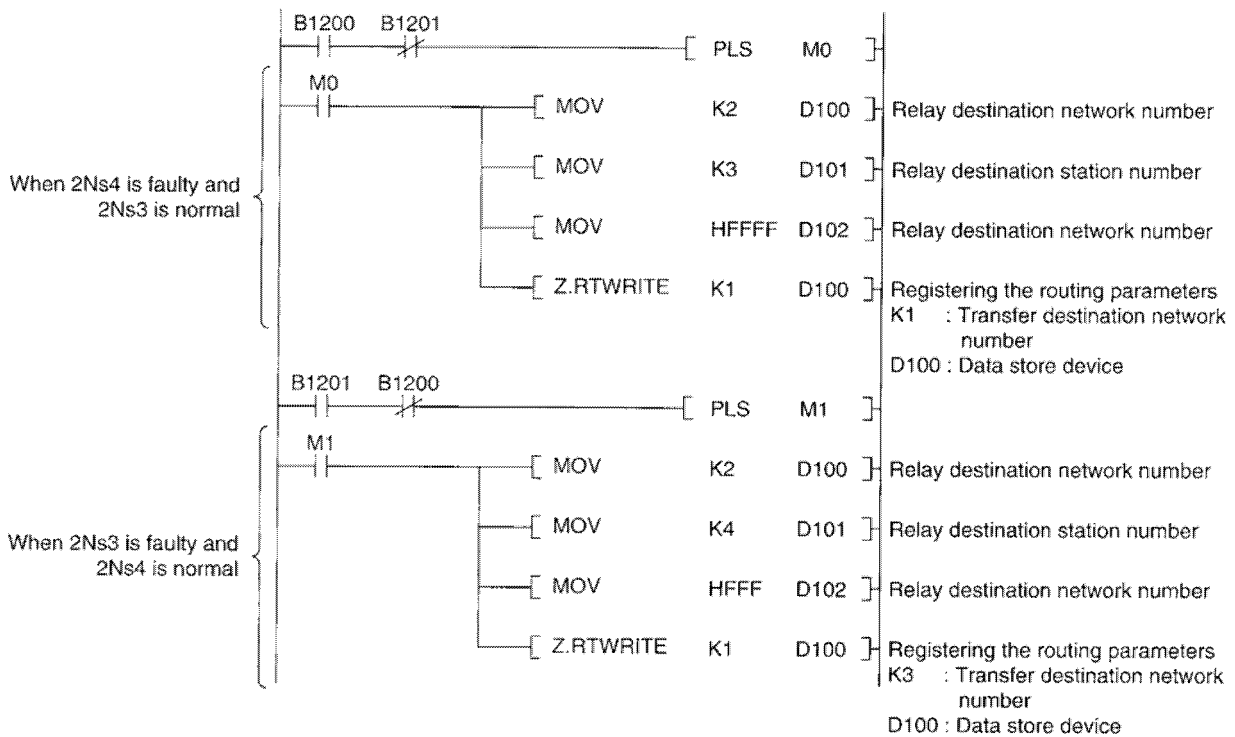 B1200 B1201
[ PLS M0 ]
M0
[ MOV K2 D100 ] Relay destination network number
[ MOV K3 D101 ] Relay destination station number
When 2Ns4 is faulty and
2Ns3 is normal
[ MOV HFFFF D102 ] Relay destination network number
[ Z.RTWRITE K1 D100 ] Registering the routing parameters
K1 : Transfer destination network
number
D100 : Data store device
B1201 B1200
[ PLS M1 ]
M1
[ MOV K2 D100 ] Relay destination network number
[ MOV K4 D101 ] Relay destination station number
When 2Ns3 is faulty and
2Ns4 is normal
[ MOV HFFF D102 ] Relay destination network number
[ Z.RTWRITE K1 D100 ] Registering the routing parameters
K3 : Transfer destination network
number
D100 : Data store device